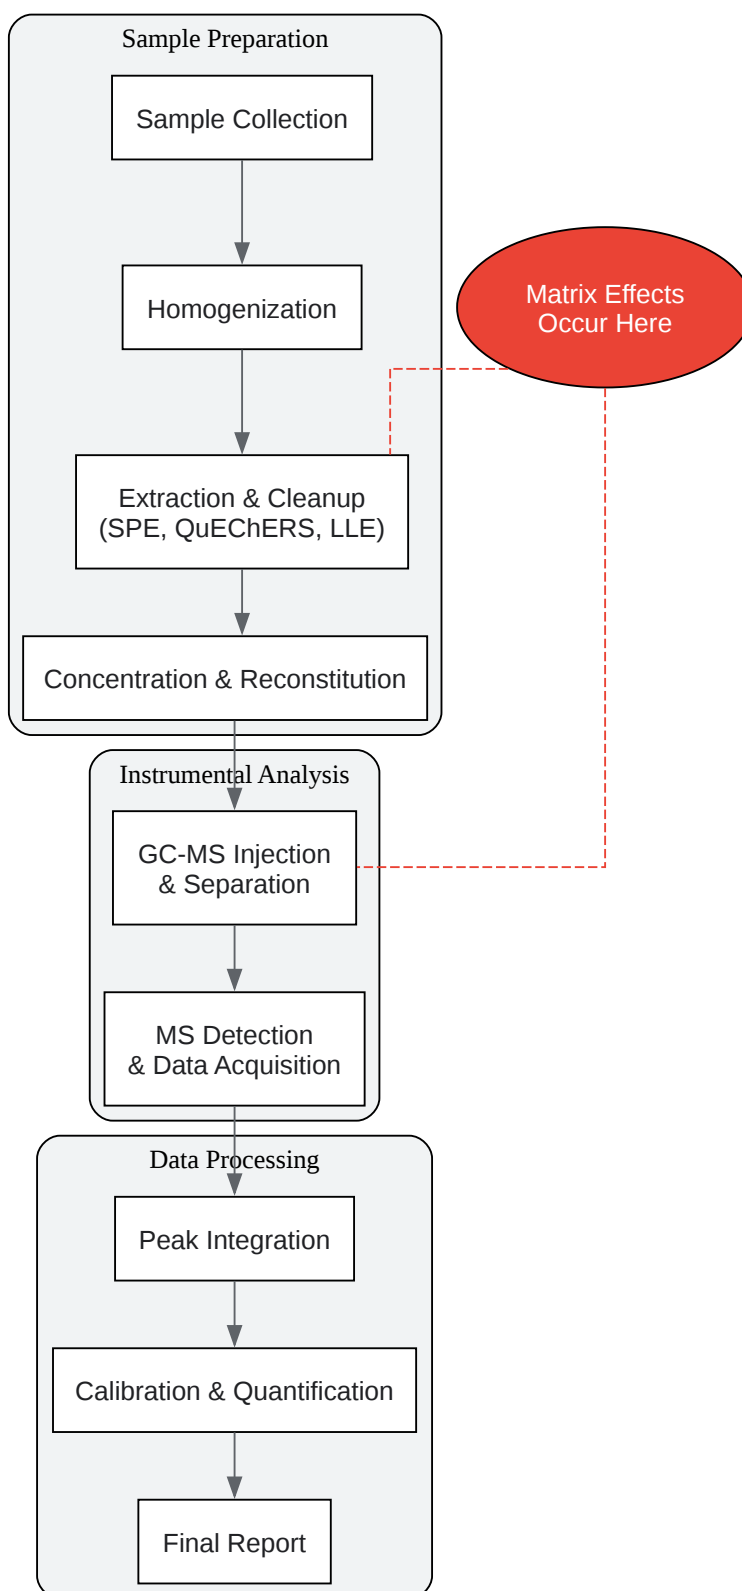 Sample Preparation
Sample Collection
Homogenization
Matrix Effects
Occur Here
Extraction & Cleanup
(SPE, QuEChERS, LLE)
Concentration & Reconstitution
Instrumental Analysis
GC-MS Injection
& Separation
MS Detection
& Data Acquisition
Data Processing
Peak Integration
Calibration & Quantification
Final Report